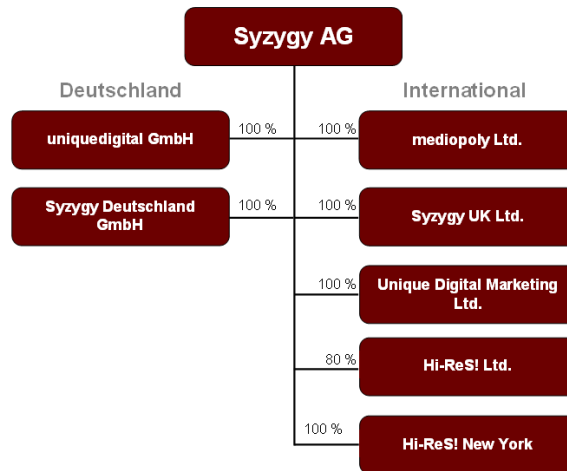 Syzygy AG
Deutschland
International
uniquedigital GmbH
100 %
100 %
mediopoly Ltd.
Syzygy Deutschland
GmbH
100 %
100 %
Syzygy UK Ltd.
100 %
Unique Digital Marketing
Ltd.
80 %
Hi-ReS! Ltd.
100 %
Hi-ReS! New York